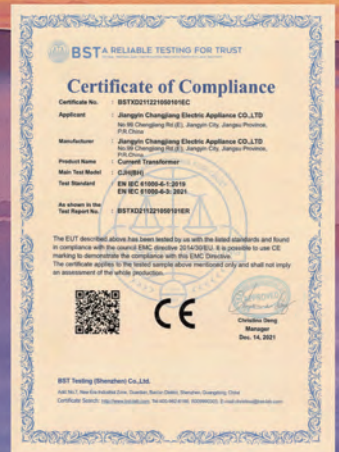 BST A RELIABLE TESTING FOR TRUST
Certificate of Compliance
Certificate No. : BSTXD211221050101EC
Applicant : Jiangyin Changjiang Electric Appliance CO.,LTD
No.99 Changjiang Rd.(E), Jiangyin City, Jiangsu Province,
P.R.China
Manufacturer : Jiangyin Changjiang Electric Appliance CO.,LTD
No.99 Changjiang Rd.(E), Jiangyin City, Jiangsu Province,
P.R.China
Product Name : Current Transformer
Main Test Model : CJH(BH)
Test Standard : EN IEC 61000-6-1:2019
EN IEC 61000-6-3: 2021
As shown in the
Test Report No. : BSTXD211221050101ER
The EUT described above has been tested by us with the listed standards and found
in compliance with the council EMC directive 2014/30/EU. It is possible to use CE
marking to demonstrate the compliance with this EMC Directive.
The certificate applies to the tested sample above mentioned only and shall not imply
an assessment of the whole production.
CE
Christina Deng
Manager
Dec. 14, 2021
BST Testing (Shenzhen) Co.,Ltd.